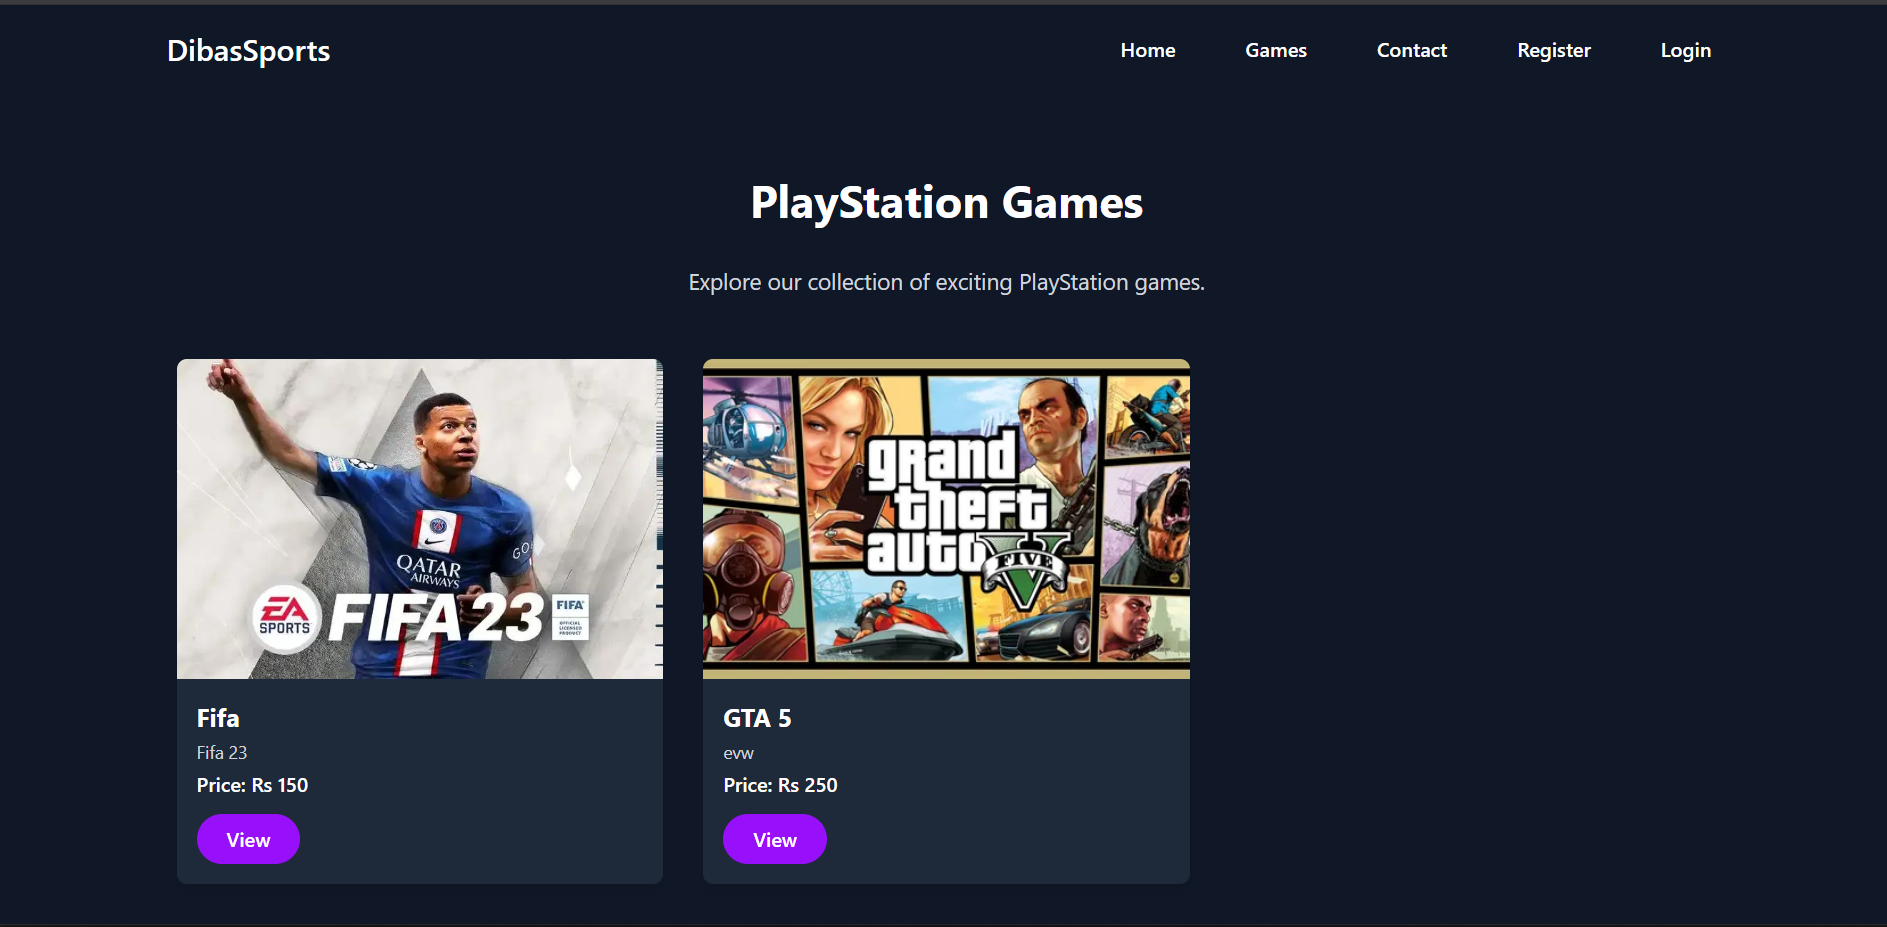 DibasSports
Home Games Contact Register Login
PlayStation Games
Explore our collection of exciting PlayStation games.
QATAR
AIRWAYS
EA
SPORTS
FIFA 23
FIFA
OFFICIAL
LICENSED
PRODUCT
grand
theft
auto
V
FIVE
Fifa
Fifa 23
Price: Rs 150
View
GTA 5
evw
Price: Rs 250
View